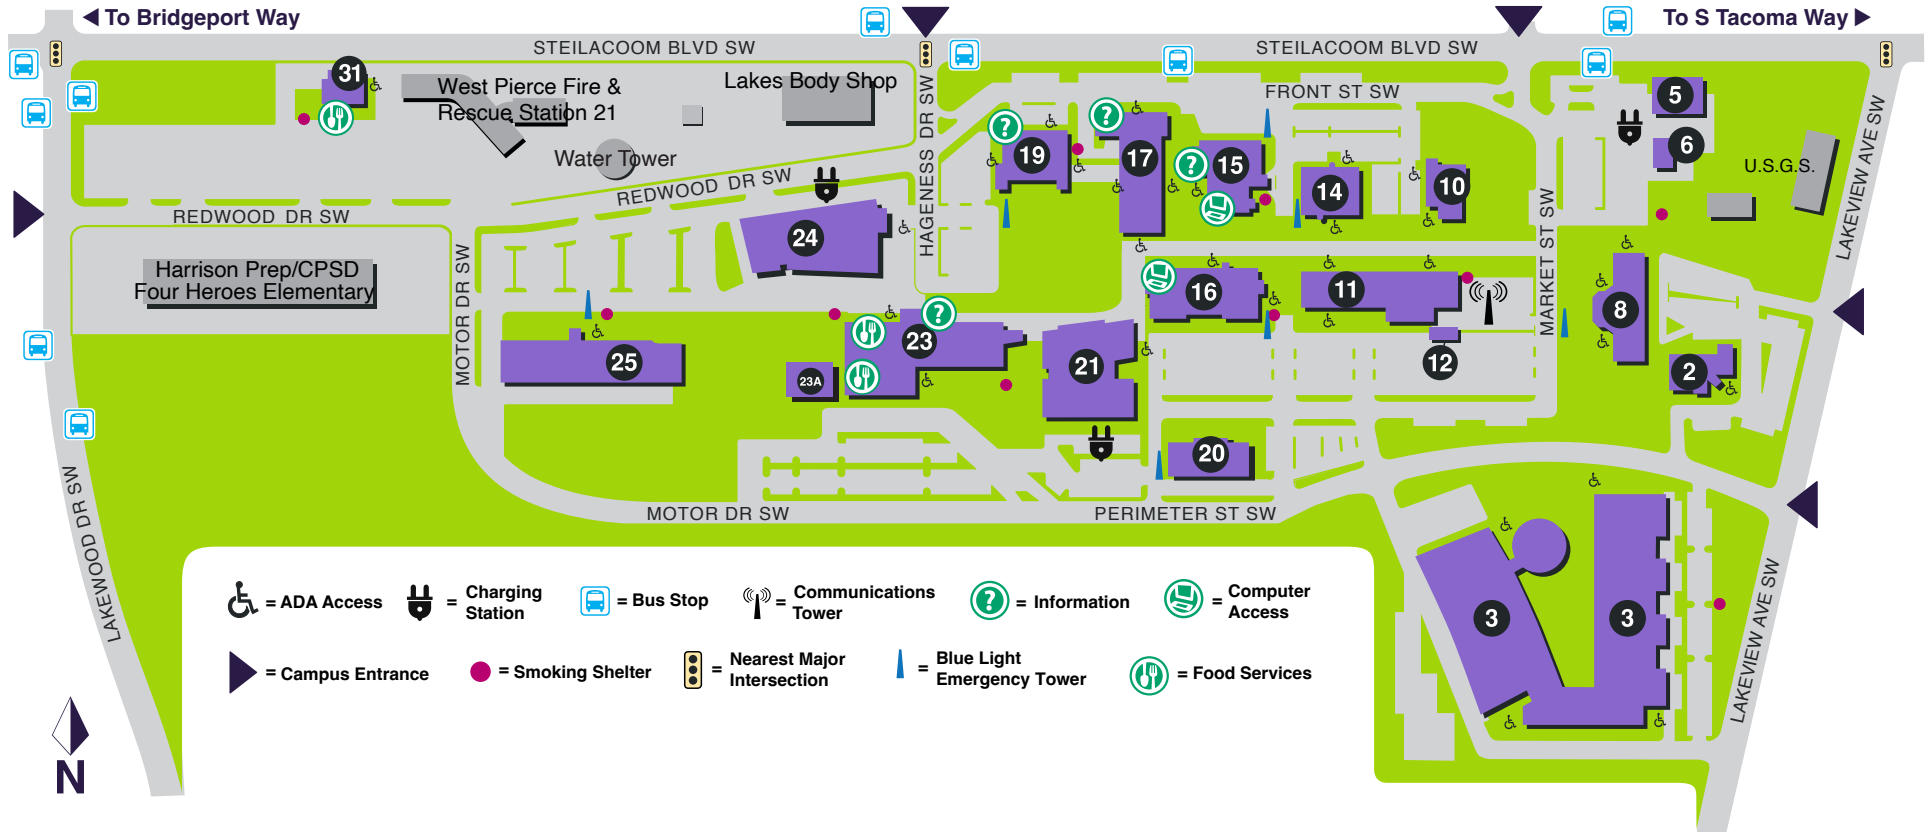 To Bridgeport Way
To S Tacoma Way
STEILACOOM BLVD SW
STEILACOOM BLVD SW
31
West Pierce Fire &
Rescue Station 21
Lakes Body Shop
Water Tower
HAGENESS DR SW
FRONT ST SW
5
6
U.S.G.S.
LAKEVIEW AVE SW
19
17
15
14
10
REDWOOD DR SW
REDWOOD DR SW
24
MARKET ST SW
Harrison Prep/CPSD
Four Heroes Elementary
MOTOR DR SW
16
11
8
12
2
25
23
23A
21
20
LAKEWOOD DR SW
MOTOR DR SW
PERIMETER ST SW
3
3
LAKEVIEW AVE SW
= ADA Access
= Charging
Station
= Bus Stop
= Communications
Tower
= Information
= Computer
Access
= Campus Entrance
= Smoking Shelter
= Nearest Major
Intersection
= Blue Light
Emergency Tower
= Food Services
N